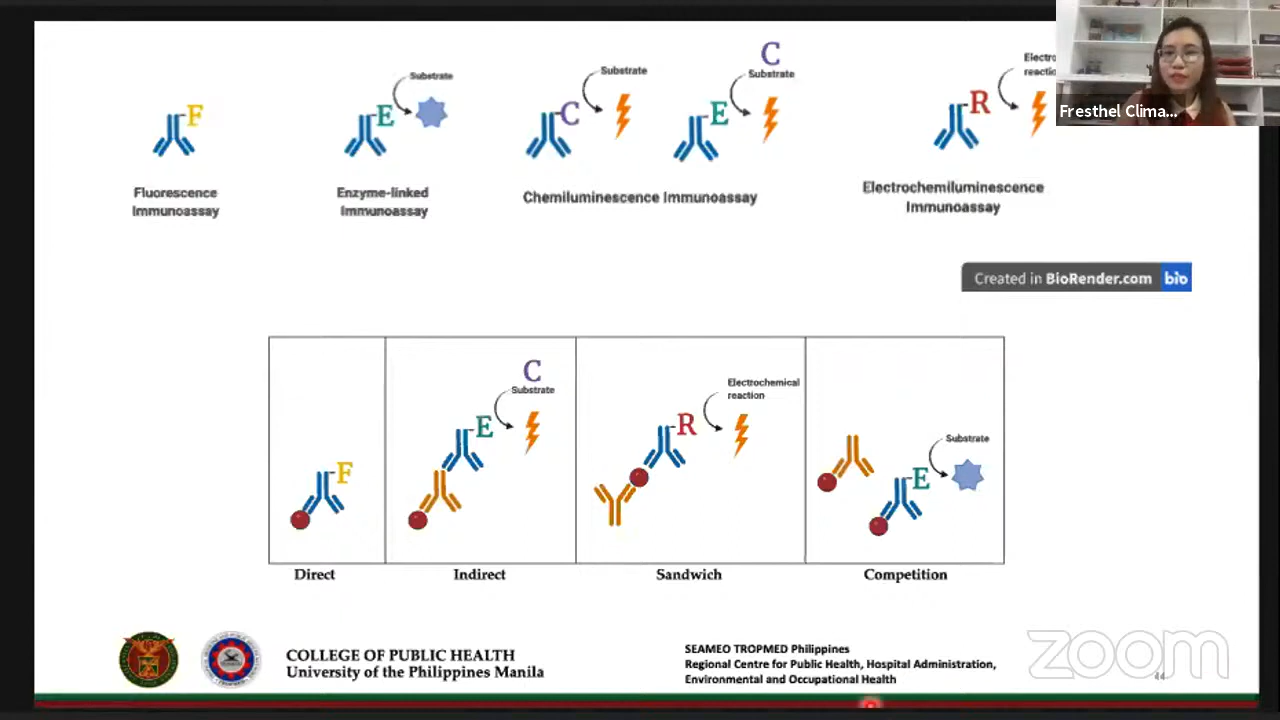 Substrate
F
Fluorescence
Immunoassay
E
Enzyme-linked
Immunoassay
Substrate
C
C
Substrate
E
Chemiluminescence Immunoassay
R
Electrochemiluminescence
Immunoassay
Fresthel Clima...
Created in BioRender.com bio
F
Direct
C
Substrate
E
Indirect
Electrochemical
reaction
R
Sandwich
Substrate
E
Competition
COLLEGE OF PUBLIC HEALTH
University of the Philippines Manila
SEAMEO TROPMED Philippines
Regional Centre for Public Health, Hospital Administration,
Environmental and Occupational Health
zoom
44